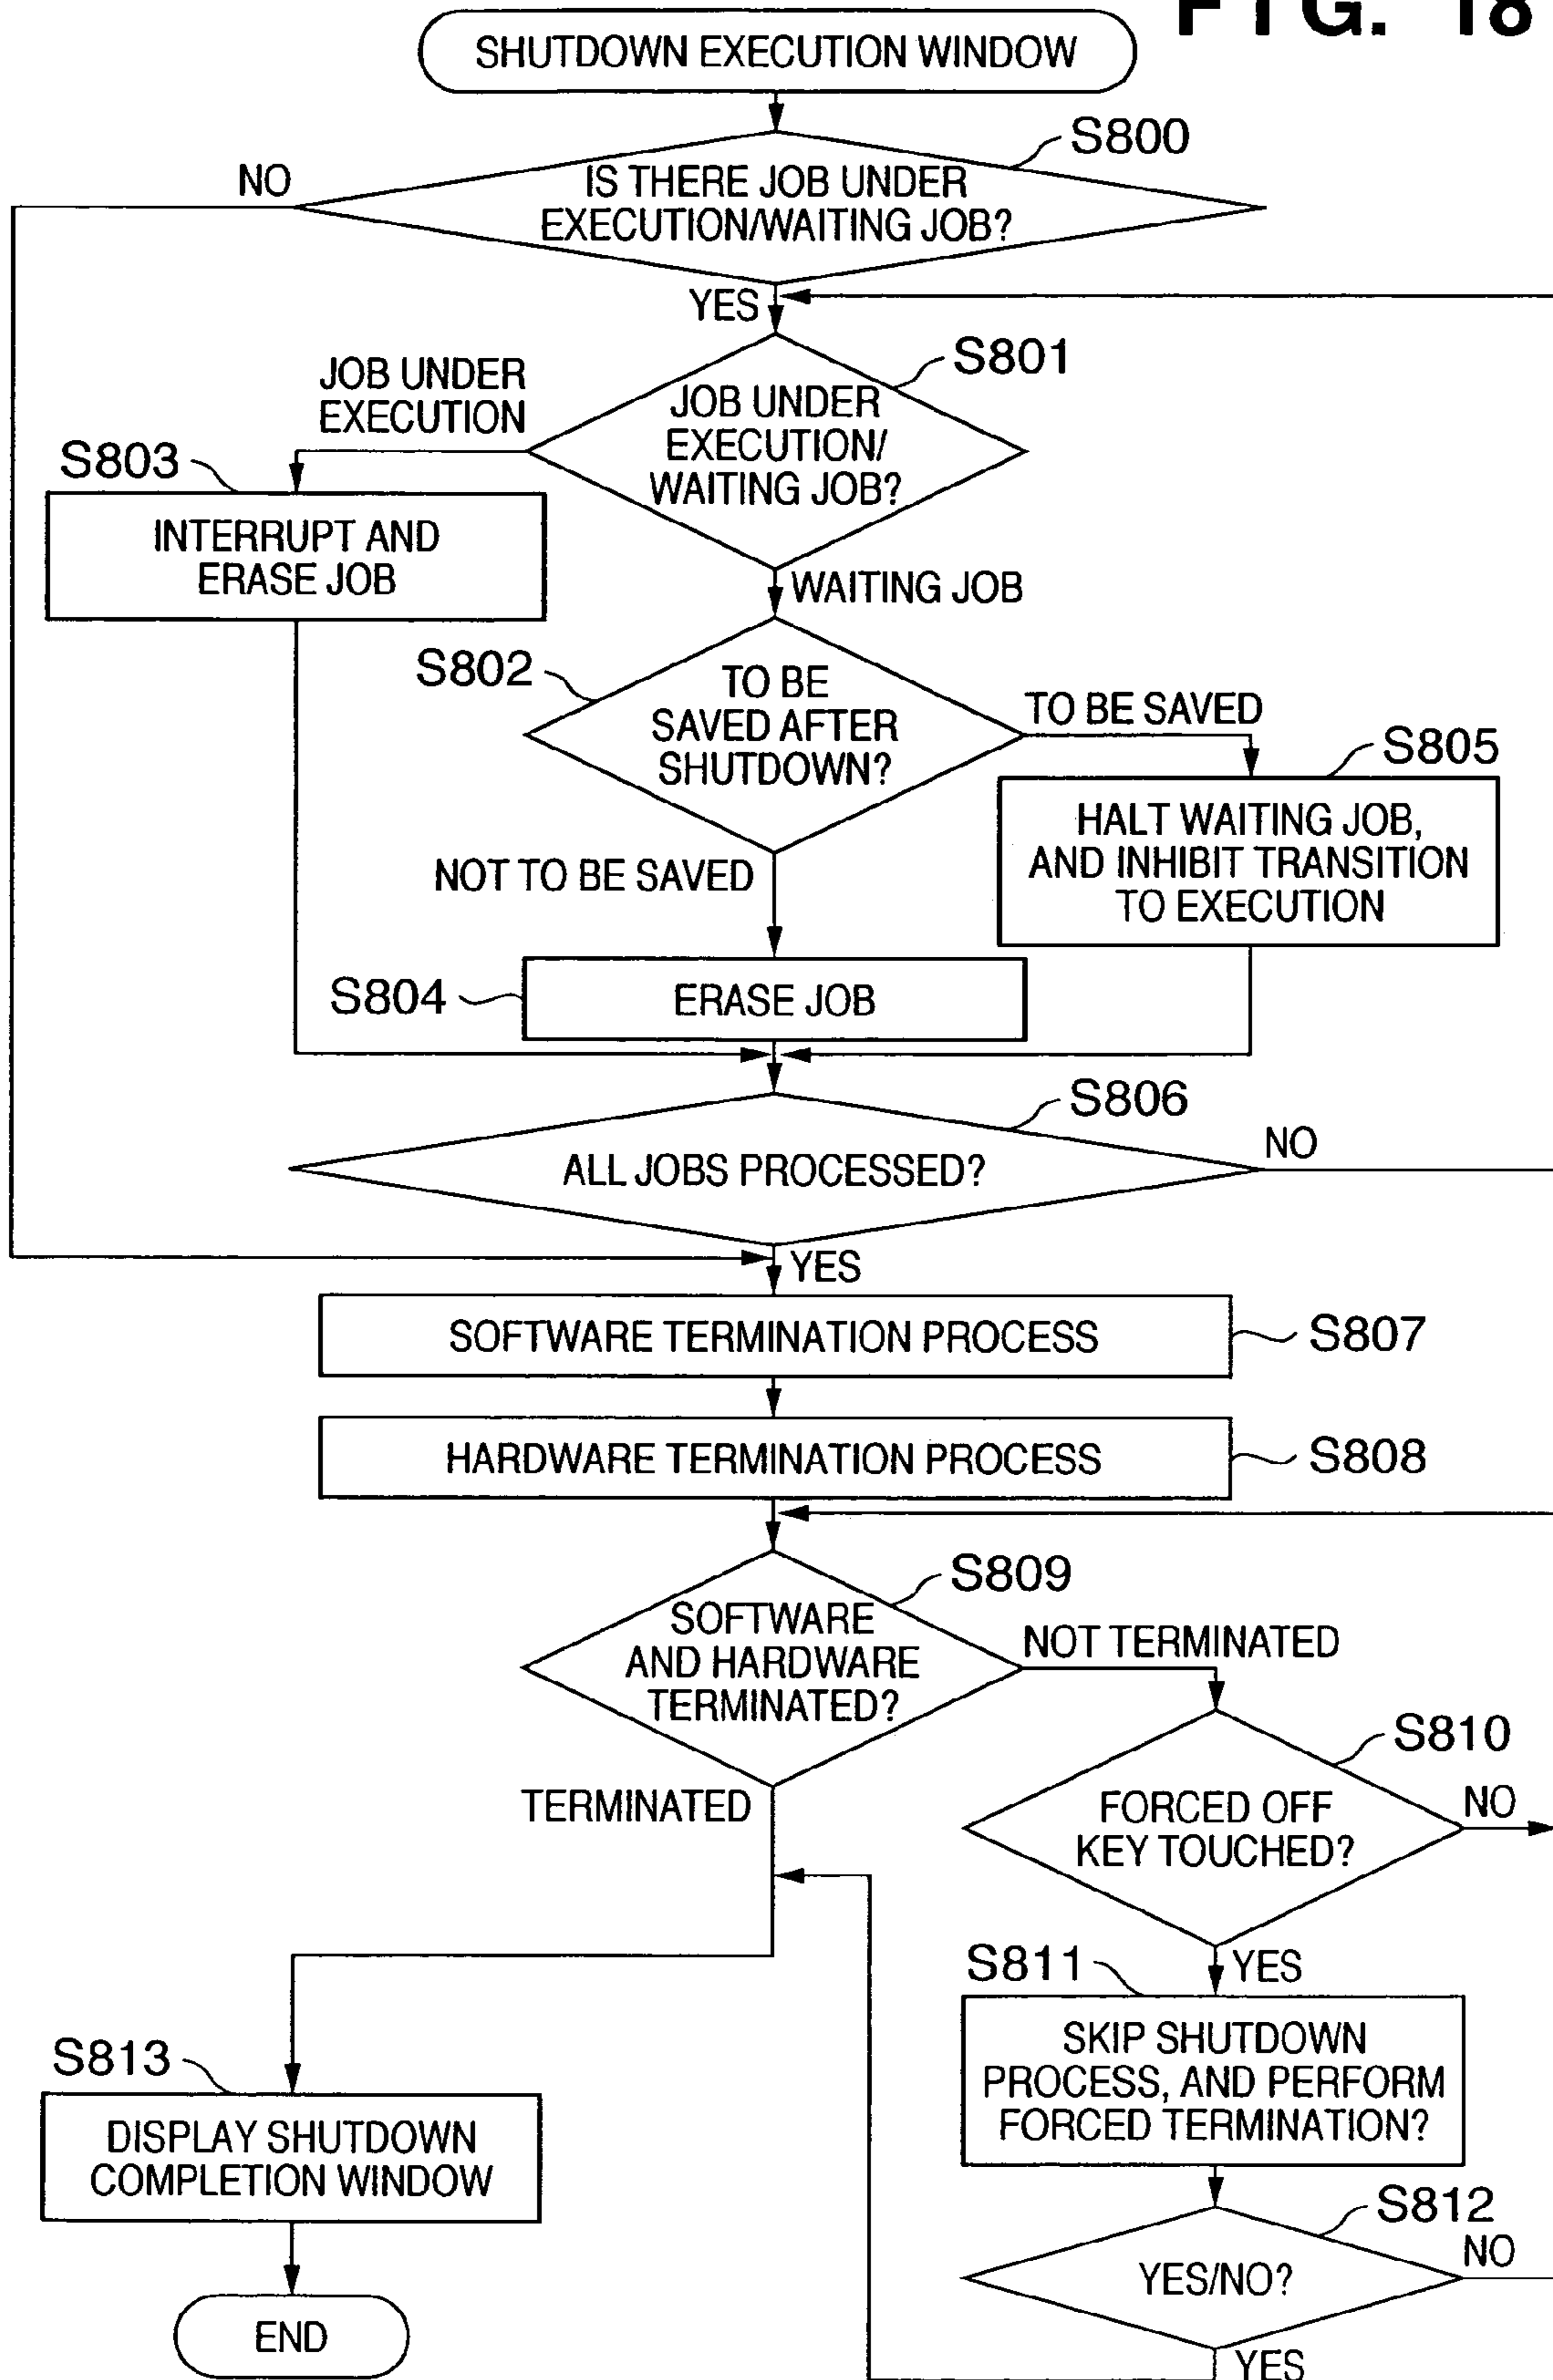 FIG. 18
SHUTDOWN EXECUTION WINDOW
S800
NO
IS THERE JOB UNDER
EXECUTION/WAITING JOB?
YES
S801
JOB UNDER
EXECUTION
JOB UNDER
EXECUTION/
WAITING JOB?
S803
INTERRUPT AND
ERASE JOB
WAITING JOB
S802
TO BE
SAVED AFTER
SHUTDOWN?
TO BE SAVED
S805
HALT WAITING JOB,
AND INHIBIT TRANSITION
TO EXECUTION
NOT TO BE SAVED
S804
ERASE JOB
S806
NO
ALL JOBS PROCESSED?
YES
SOFTWARE TERMINATION PROCESS
S807
HARDWARE TERMINATION PROCESS
S808
S809
SOFTWARE
AND HARDWARE
TERMINATED?
NOT TERMINATED
S810
TERMINATED
FORCED OFF
KEY TOUCHED?
NO
S811
YES
SKIP SHUTDOWN
PROCESS, AND PERFORM
FORCED TERMINATION?
S813
DISPLAY SHUTDOWN
COMPLETION WINDOW
S812
YES/NO?
NO
END
YES